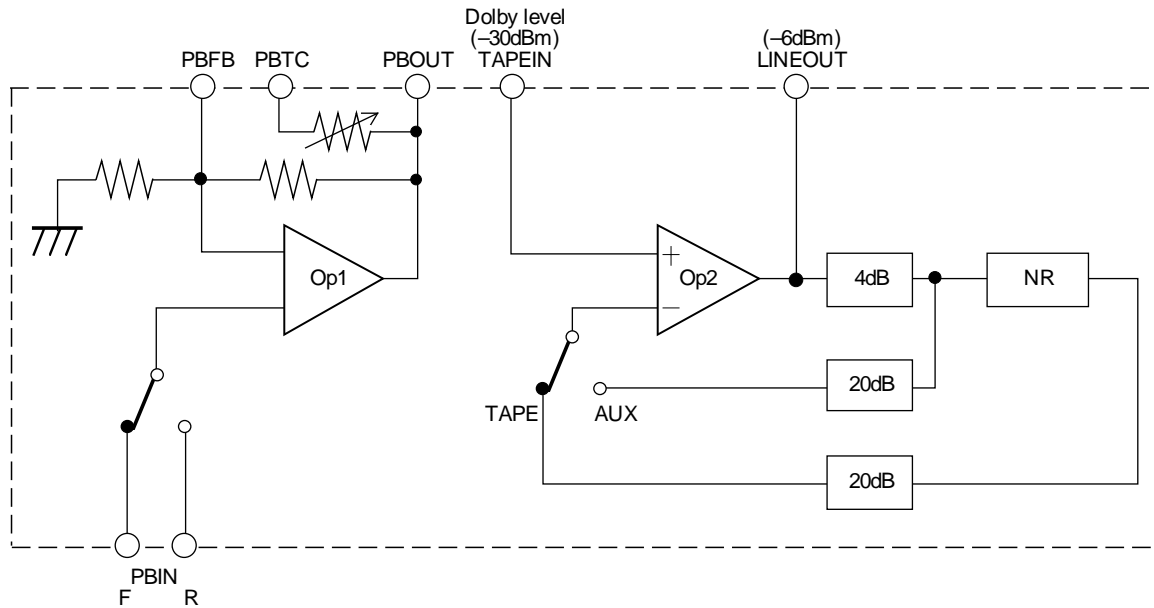 Dolby level
(–30dBm)
(–6dBm)
PBFB
PBTC
PBOUT
TAPEIN
LINEOUT
Op1
+
Op2
–
4dB
NR
20dB
TAPE
AUX
20dB
PBIN
F
R